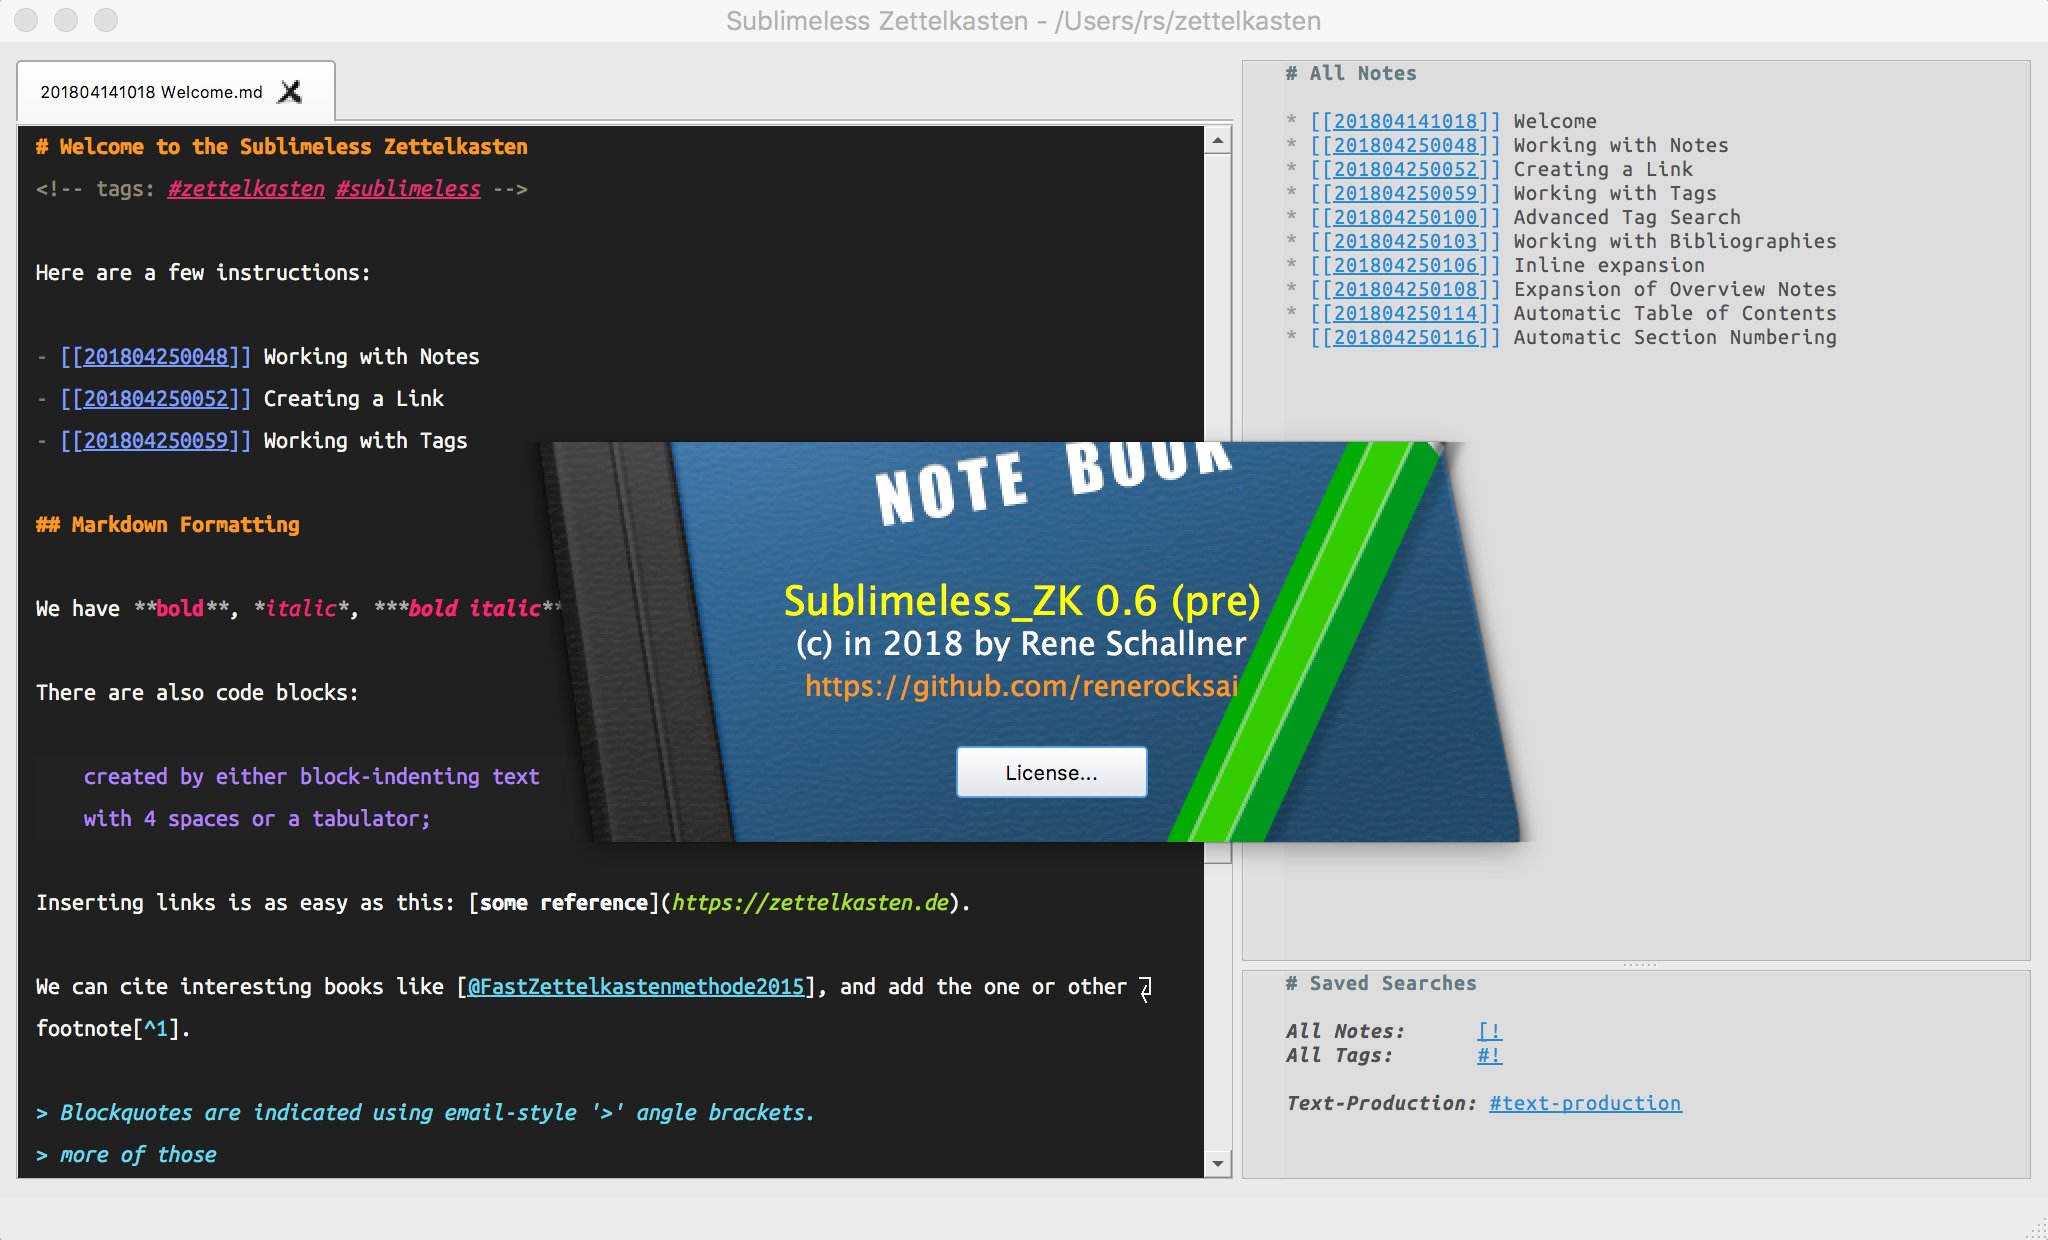 Sublimeless Zettelkasten - /Users/rs/zettelkasten
201804141018 Welcome.md
# Welcome to the Sublimeless Zettelkasten
<!-- tags: #zettelkasten #sublimeless -->
Here are a few instructions:
- [[201804250048]] Working with Notes
- [[201804250052]] Creating a Link
- [[201804250059]] Working with Tags
## Markdown Formatting
We have **bold**, *italic*, ***bold italic**
There are also code blocks:
created by either block-indenting text
with 4 spaces or a tabulator;
Inserting links is as easy as this: [some reference](https://zettelkasten.de).
We can cite interesting books like [@FastZettelkastenmethode2015], and add the one or other
footnote[^1].
> Blockquotes are indicated using email-style '>' angle brackets.
> more of those
NOTE BOOK
Sublimeless_ZK 0.6 (pre)
(c) in 2018 by Rene Schallner
https://github.com/renerocksai
License...
# All Notes
* [[201804141018]] Welcome
* [[201804250048]] Working with Notes
* [[201804250052]] Creating a Link
* [[201804250059]] Working with Tags
* [[201804250100]] Advanced Tag Search
* [[201804250103]] Working with Bibliographies
* [[201804250106]] Inline expansion
* [[201804250108]] Expansion of Overview Notes
* [[201804250114]] Automatic Table of Contents
* [[201804250116]] Automatic Section Numbering
# Saved Searches
All Notes: [!
All Tags: #!
Text-Production: #text-production